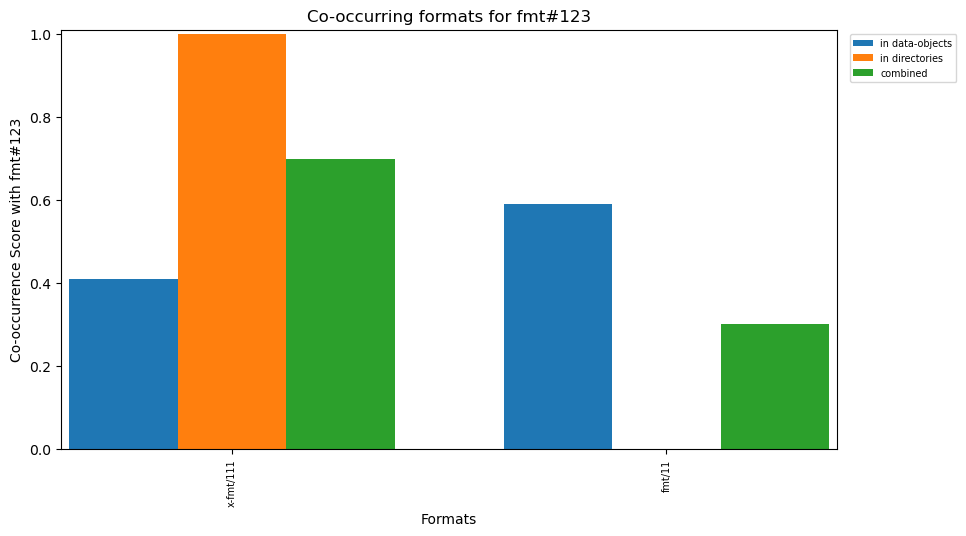 Co-occurring formats for fmt#123
Co-occurrence Score with fmt#123
1.0
0.8
0.6
0.4
0.2
0.0
x-fmt/111
fmt/11
Formats
in data-objects
in directories
combined